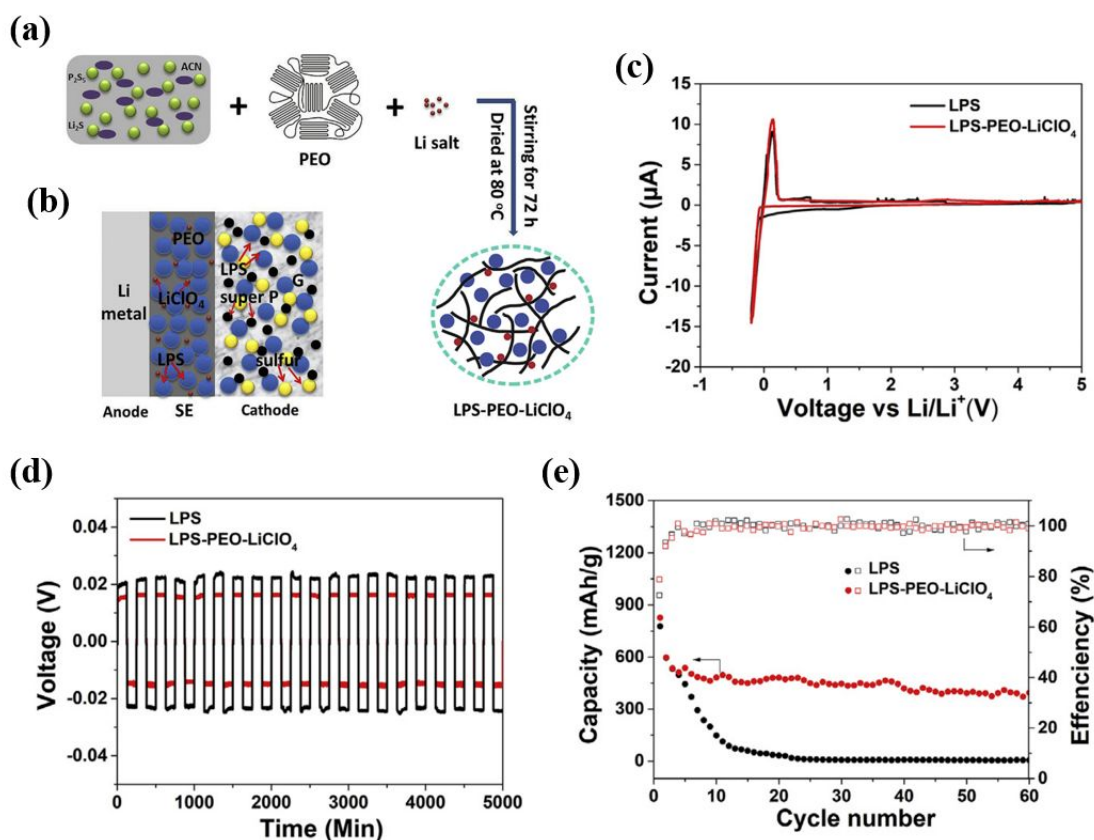 (a)
P₂S₅
ACN
Li₂S
+
PEO
+
Li salt
Stirring for 72 h
Dried at 80 °C
LPS-PEO-LiClO₄
(b)
Li
metal
PEO
LiClO₄
LPS
LPS
super P
G
sulfur
Anode
SE
Cathode
(c)
LPS
LPS-PEO-LiClO₄
Current (μA)
15
10
5
0
-5
-10
-15
-20
-1
0
1
2
3
4
5
Voltage vs Li/Li⁺(V)
(d)
LPS
LPS-PEO-LiClO₄
Voltage (V)
0.04
0.02
0.00
-0.02
-0.04
0
1000
2000
3000
4000
5000
Time (Min)
(e)
LPS
LPS-PEO-LiClO₄
Capacity (mAh/g)
1500
1350
1200
1050
900
750
600
450
300
150
0
Effenciency (%)
100
80
60
40
20
0
0
10
20
30
40
50
60
Cycle number